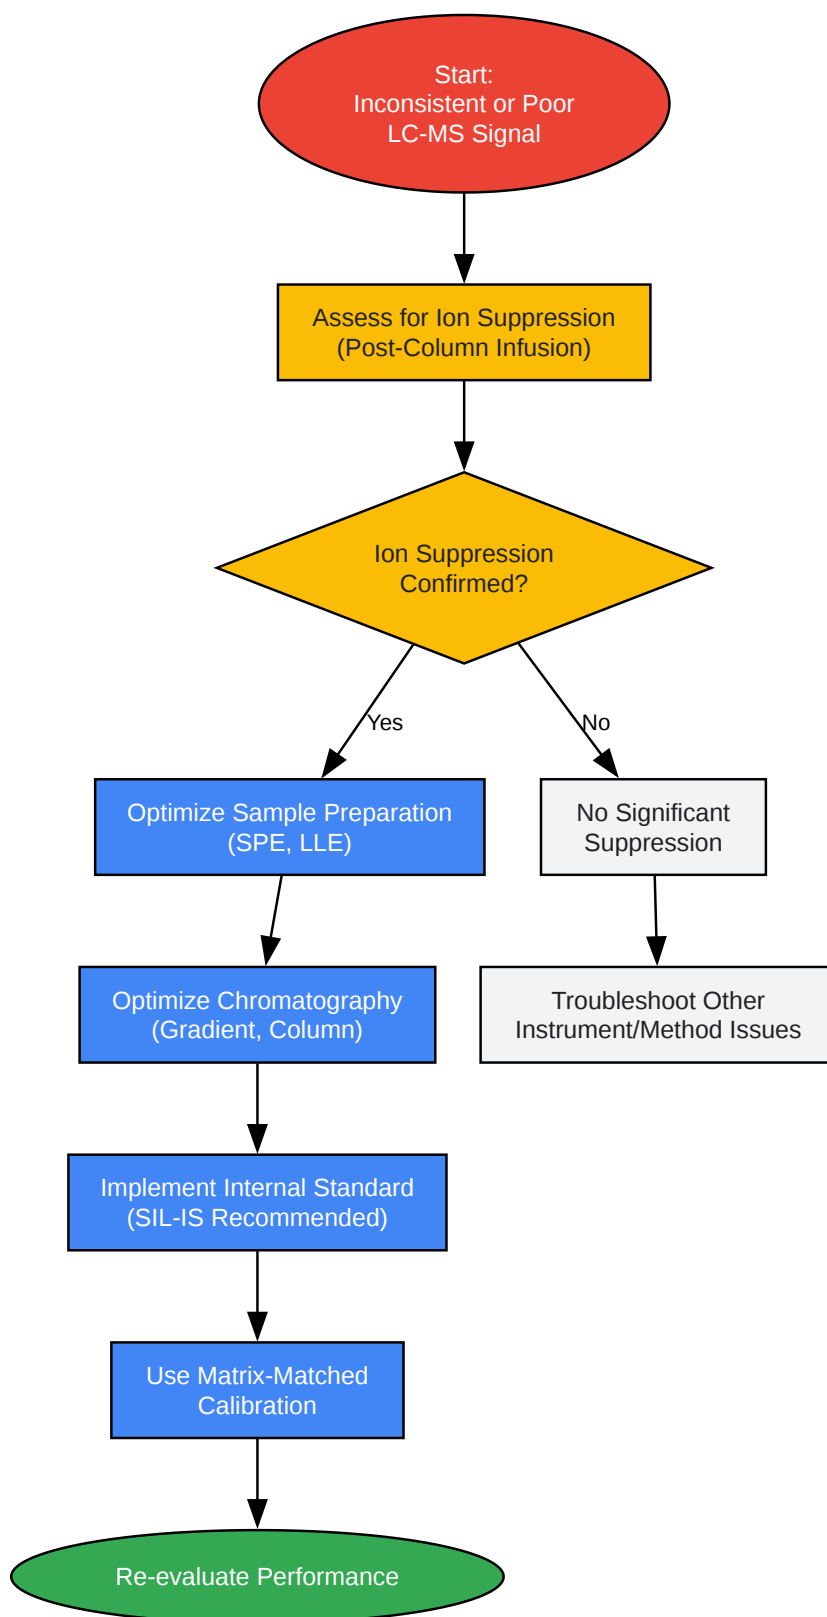 Start:
Inconsistent or Poor
LC-MS Signal
Assess for Ion Suppression
(Post-Column Infusion)
Ion Suppression
Confirmed?
Yes
No
Optimize Sample Preparation
(SPE, LLE)
No Significant
Suppression
Optimize Chromatography
(Gradient, Column)
Troubleshoot Other
Instrument/Method Issues
Implement Internal Standard
(SIL-IS Recommended)
Use Matrix-Matched
Calibration
Re-evaluate Performance